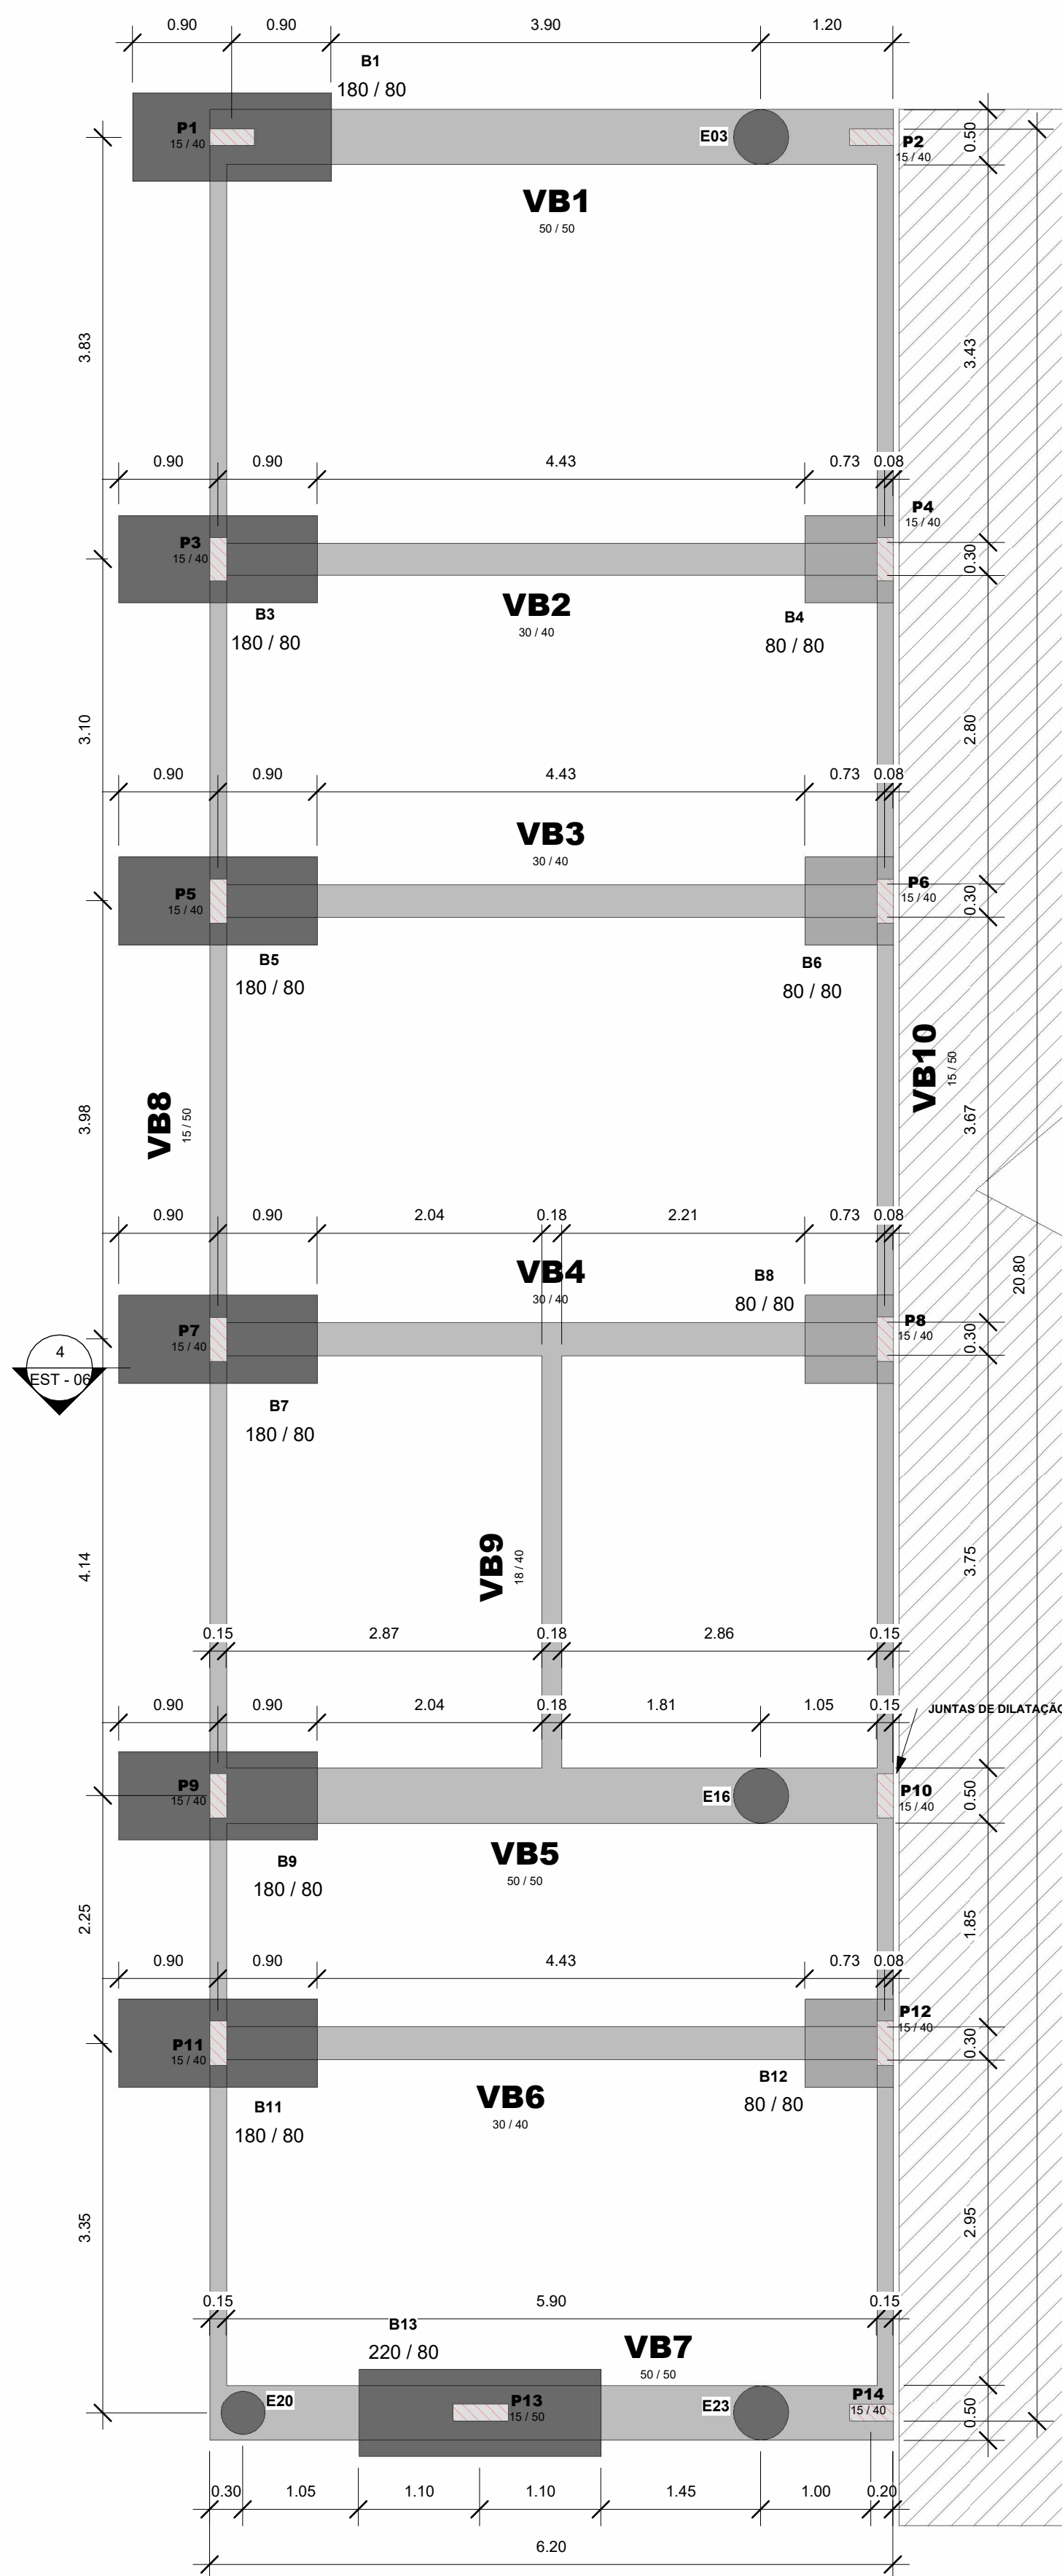 0.90 0.90 3.90 1.20
B1
180 / 80
P1
15 / 40
E03
P2
15 / 40
0.50
VB1
50 / 50
3.83
3.43
0.90 0.90 4.43 0.73 0.08
P4
15 / 40
P3
15 / 40
0.30
VB2
30 / 40
B3
180 / 80
B4
80 / 80
3.10
2.80
0.90 0.90 4.43 0.73 0.08
VB3
30 / 40
P5
15 / 40
P6
15 / 40
0.30
B5
180 / 80
B6
80 / 80
VB8
15 / 50
VB10
15 / 50
3.98
3.67
0.90 0.90 2.04 0.18 2.21 0.73 0.08
VB4
30 / 40
B8
80 / 80
20.80
P7
15 / 40
P8
15 / 40
0.30
4
EST - 06
B7
180 / 80
VB9
18 / 40
4.14
3.75
0.15 2.87 0.18 2.86 0.15
0.90 0.90 2.04 0.18 1.81 1.05 0.15
JUNTAS DE DILATAÇÃO
P9
15 / 40
E16
P10
15 / 40
0.50
VB5
50 / 50
B9
180 / 80
2.25
1.85
0.90 0.90 4.43 0.73 0.08
P12
15 / 40
P11
15 / 40
0.30
B12
80 / 80
VB6
30 / 40
B11
180 / 80
3.35
2.95
0.15 5.90 0.15
B13
220 / 80
VB7
50 / 50
E20
P13
15 / 50
E23
P14
15 / 40
0.50
0.30 1.05 1.10 1.10 1.45 1.00 0.20
6.20